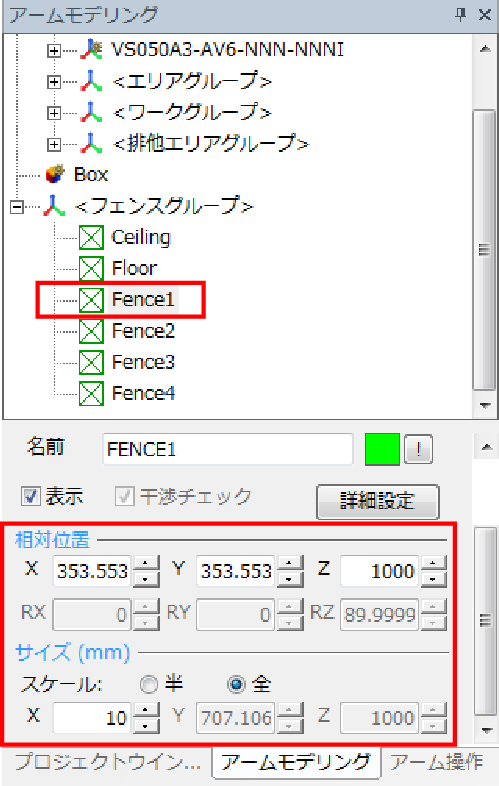 アームモデリング
VS050A3-AV6-NNN-NNNI
<エリアグループ>
<ワークグループ>
<排他エリアグループ>
Box
<フェンスグループ>
Ceiling
Floor
Fence1
Fence2
Fence3
Fence4
名前 FENCE1 !
表示 干渉チェック 詳細設定
相対位置
X 353.553 Y 353.553 Z 1000
RX 0 RY 0 RZ 89.9999
サイズ (mm)
スケール: 半 全
X 10 Y 707.106 Z 1000
プロジェクトウイン... アームモデリング アーム操作